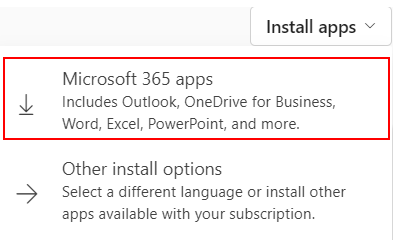 Install apps
Microsoft 365 apps
Includes Outlook, OneDrive for Business,
Word, Excel, PowerPoint, and more.
Other install options
Select a different language or install other
apps available with your subscription.